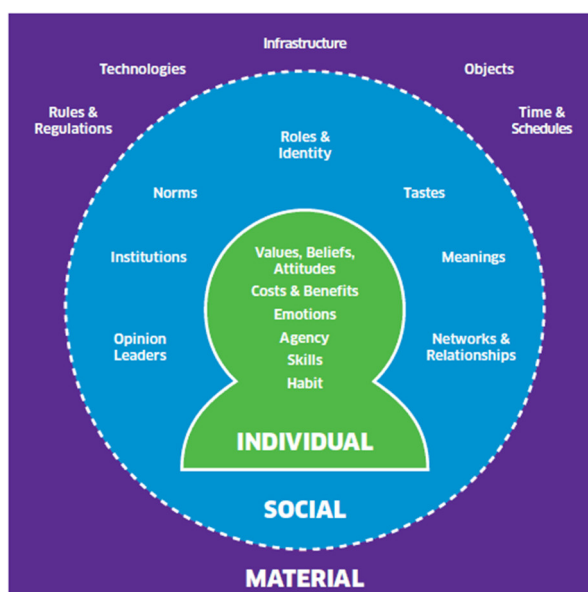 Infrastructure
Technologies
Objects
Rules &
Regulations
Time &
Schedules
Roles &
Identity
Norms
Tastes
Institutions
Meanings
Opinion
Leaders
Networks &
Relationships
Values, Beliefs,
Attitudes
Costs & Benefits
Emotions
Agency
Skills
Habit
INDIVIDUAL
SOCIAL
MATERIAL